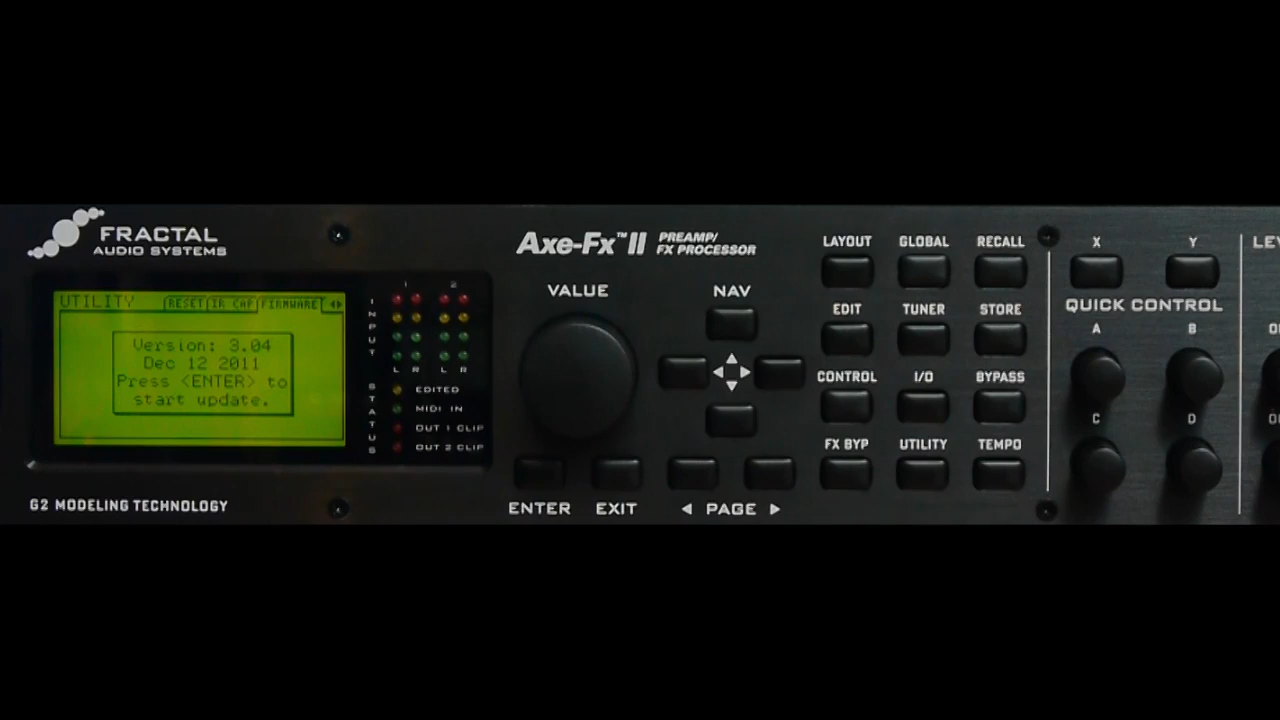 FRACTAL
AUDIO SYSTEMS
UTILITY RESET IR CAP FIRMWARE
Version: 3.04
Dec 12 2011
Press <ENTER> to
start update.
1 2
INPUT
L R L R
STATUS
EDITED
MIDI IN
OUT 1 CLIP
OUT 2 CLIP
G2 MODELING TECHNOLOGY
Axe-Fx™ II PREAMP/
FX PROCESSOR
VALUE
NAV
ENTER EXIT PAGE
LAYOUT GLOBAL RECALL
EDIT TUNER STORE
CONTROL I/O BYPASS
FX BYP UTILITY TEMPO
X Y
QUICK CONTROL
A B
C D